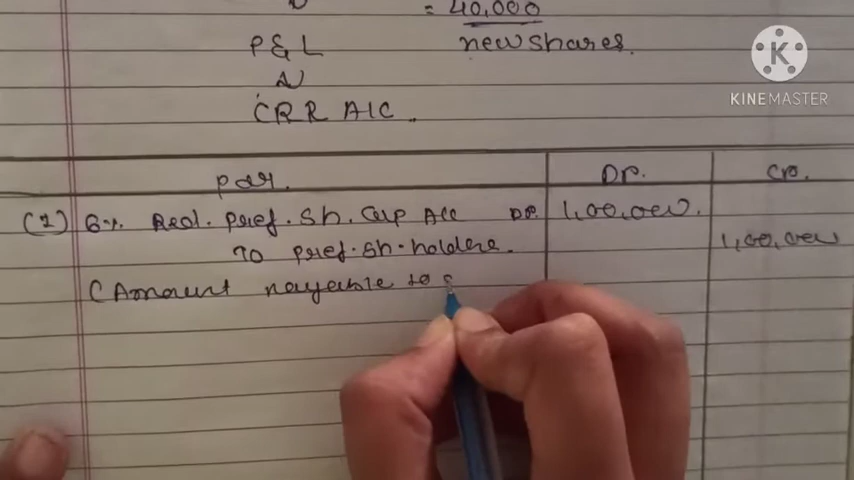 = 40,000
P & L
new shares.
CRR A/C.
K
KINEMASTER
par.
Dr.
Cr.
(1) 6% Red. pref. sh. cap A/c Dr. 1,00,000.
To pref. sh. holders. 1,00,000
(Amount payable to s